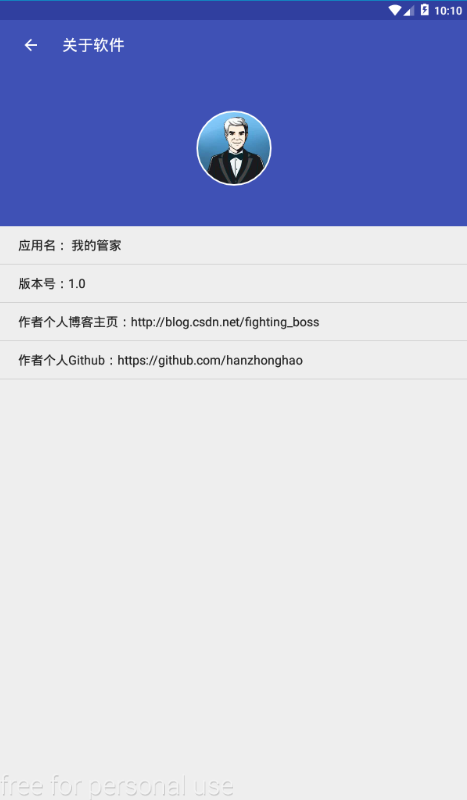 10:10
关于软件
应用名： 我的管家
版本号：1.0
作者个人博客主页：http://blog.csdn.net/fighting_boss
作者个人Github：https://github.com/hanzhonghao
free for personal use